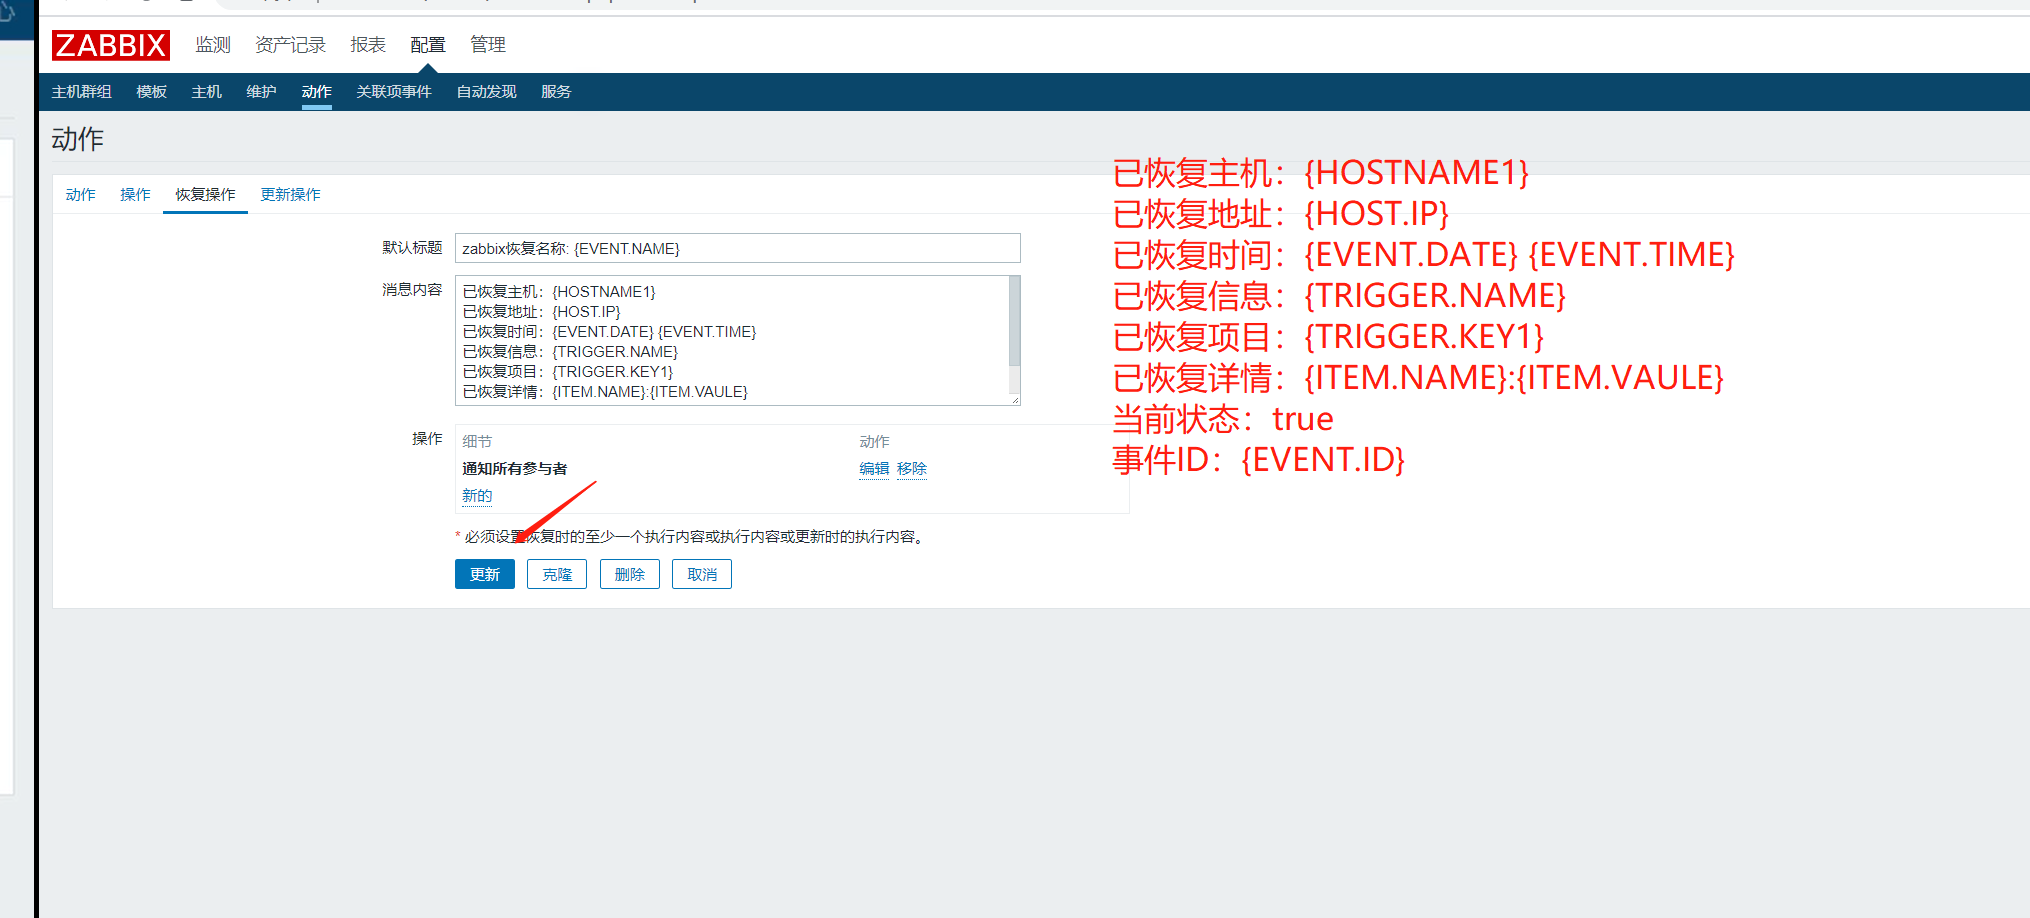 ZABBIX 监测 资产记录 报表 配置 管理
主机群组 模板 主机 维护 动作 关联项事件 自动发现 服务
动作
动作 操作 恢复操作 更新操作
默认标题 zabbix恢复名称: {EVENT.NAME}
消息内容
已恢复主机：{HOSTNAME1}
已恢复地址：{HOST.IP}
已恢复时间：{EVENT.DATE} {EVENT.TIME}
已恢复信息：{TRIGGER.NAME}
已恢复项目：{TRIGGER.KEY1}
已恢复详情：{ITEM.NAME}:{ITEM.VAULE}
操作 细节 动作
通知所有参与者 编辑 移除
新的
* 必须设置恢复时的至少一个执行内容或执行内容或更新时的执行内容。
更新 克隆 删除 取消
已恢复主机：{HOSTNAME1}
已恢复地址：{HOST.IP}
已恢复时间：{EVENT.DATE} {EVENT.TIME}
已恢复信息：{TRIGGER.NAME}
已恢复项目：{TRIGGER.KEY1}
已恢复详情：{ITEM.NAME}:{ITEM.VAULE}
当前状态：true
事件ID：{EVENT.ID}